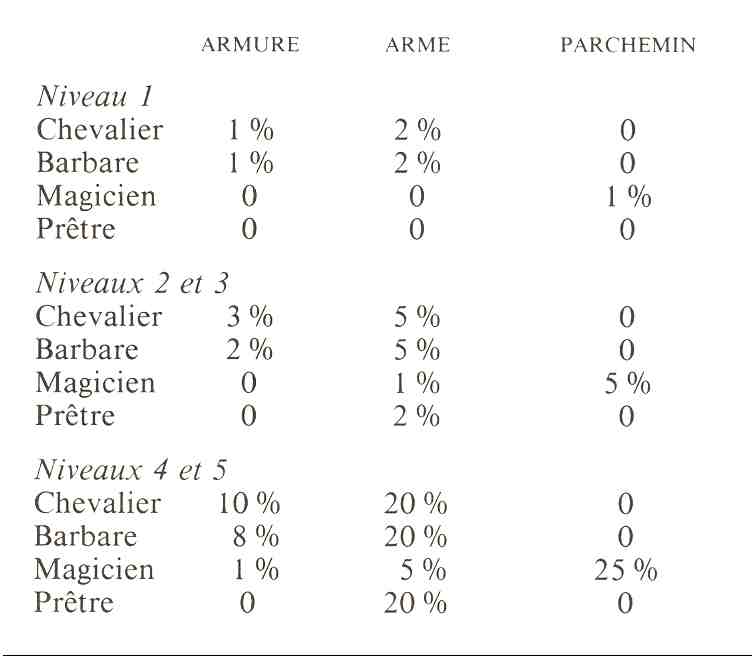 ARMURE ARME PARCHEMIN
Niveau 1
Chevalier 1 % 2 % 0
Barbare 1 % 2 % 0
Magicien 0 0 1 %
Prêtre 0 0 0
Niveaux 2 et 3
Chevalier 3 % 5 % 0
Barbare 2 % 5 % 0
Magicien 0 1 % 5 %
Prêtre 0 2 % 0
Niveaux 4 et 5
Chevalier 10 % 20 % 0
Barbare 8 % 20 % 0
Magicien 1 % 5 % 25 %
Prêtre 0 20 % 0